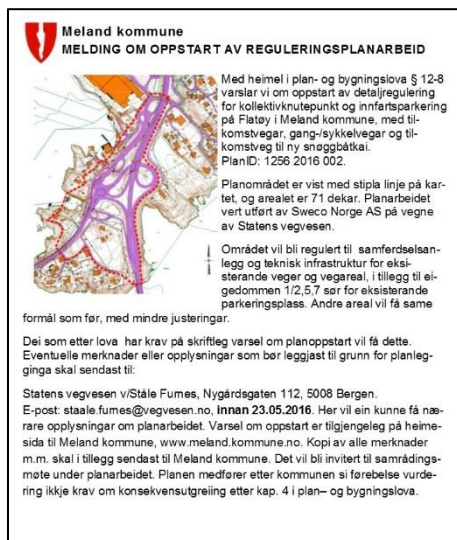 Meland kommune
MELDING OM OPPSTART AV REGULERINGSPLANARBEID
Med heimel i plan- og bygningslova § 12-8
varslar vi om oppstart av detaljregulering
for kollektivknutepunkt og innfartsparkering
på Flatøy i Meland kommune, med til-
komstvegar, gang-/sykkelvegar og til-
komstveg til ny snøggbåtkai.
PlanID: 1256 2016 002.
Planområdet er vist med stipla linje på kar-
tet, og arealet er 71 dekar. Planarbeidet
vert utført av Sweco Norge AS på vegne
av Statens vegvesen.
Området vil bli regulert til samferdselsan-
legg og teknisk infrastruktur for eksi-
sterande veger og vegareal, i tillegg til ei-
gedommen 1/2,5,7 sør for eksisterande
parkeringsplass. Andre areal vil få same
formål som før, med mindre justeringar.
Dei som etter lova har krav på skriftleg varsel om planoppstart vil få dette.
Eventuelle merknader eller opplysningar som bør leggjast til grunn for planleg-
ginga skal sendast til:
Statens vegvesen v/Ståle Furnes, Nygårdsgaten 112, 5008 Bergen.
E-post: staale.furnes@vegvesen.no, innan 23.05.2016. Her vil ein kunne få næ-
rare opplysningar om planarbeidet. Varsel om oppstart er tilgjengeleg på heime-
sida til Meland kommune, www.meland.kommune.no. Kopi av alle merknader
m.m. skal i tillegg sendast til Meland kommune. Det vil bli invitert til samrådings-
møte under planarbeidet. Planen medfører etter kommunen si førebelse vurde-
ring ikkje krav om konsekvensutgreiing etter kap. 4 i plan– og bygningslova.